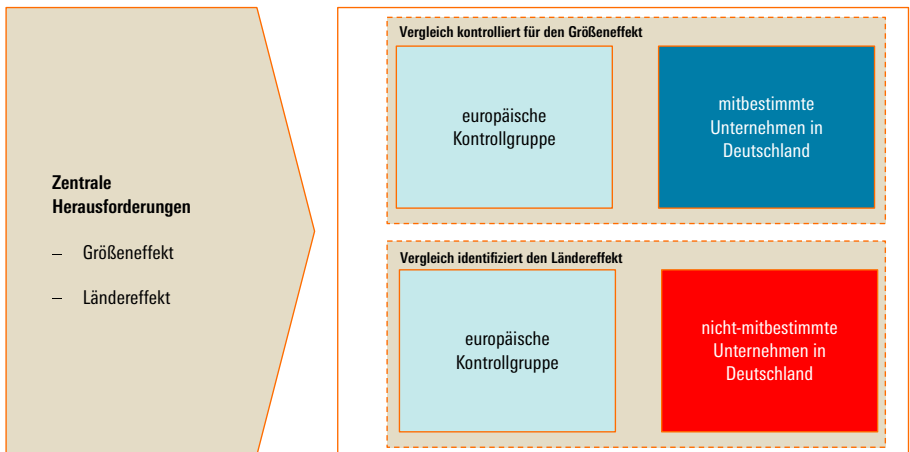 Zentrale
Herausforderungen
– Größeneffekt
– Ländereffekt
Vergleich kontrolliert für den Größeneffekt
europäische
Kontrollgruppe
mitbestimmte
Unternehmen in
Deutschland
Vergleich identifiziert den Ländereffekt
europäische
Kontrollgruppe
nicht-mitbestimmte
Unternehmen in
Deutschland